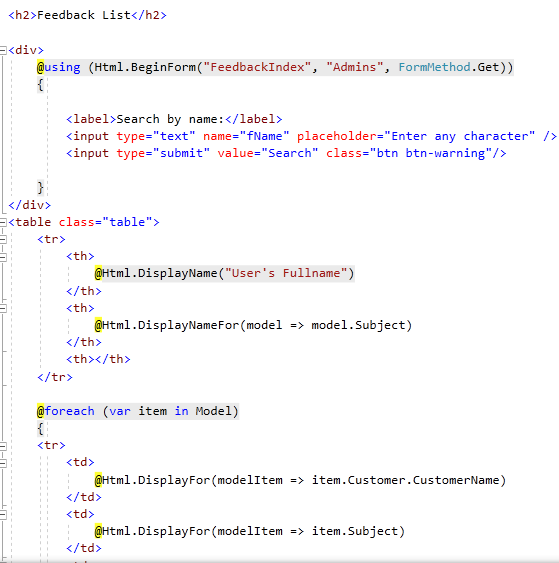 <h2>Feedback List</h2>
<div>
@using (Html.BeginForm("FeedbackIndex", "Admins", FormMethod.Get))
{
<label>Search by name:</label>
<input type="text" name="fName" placeholder="Enter any character" />
<input type="submit" value="Search" class="btn btn-warning"/>
}
</div>
<table class="table">
<tr>
<th>
@Html.DisplayName("User's Fullname")
</th>
<th>
@Html.DisplayNameFor(model => model.Subject)
</th>
<th></th>
</tr>
@foreach (var item in Model)
{
<tr>
<td>
@Html.DisplayFor(modelItem => item.Customer.CustomerName)
</td>
<td>
@Html.DisplayFor(modelItem => item.Subject)
</td>